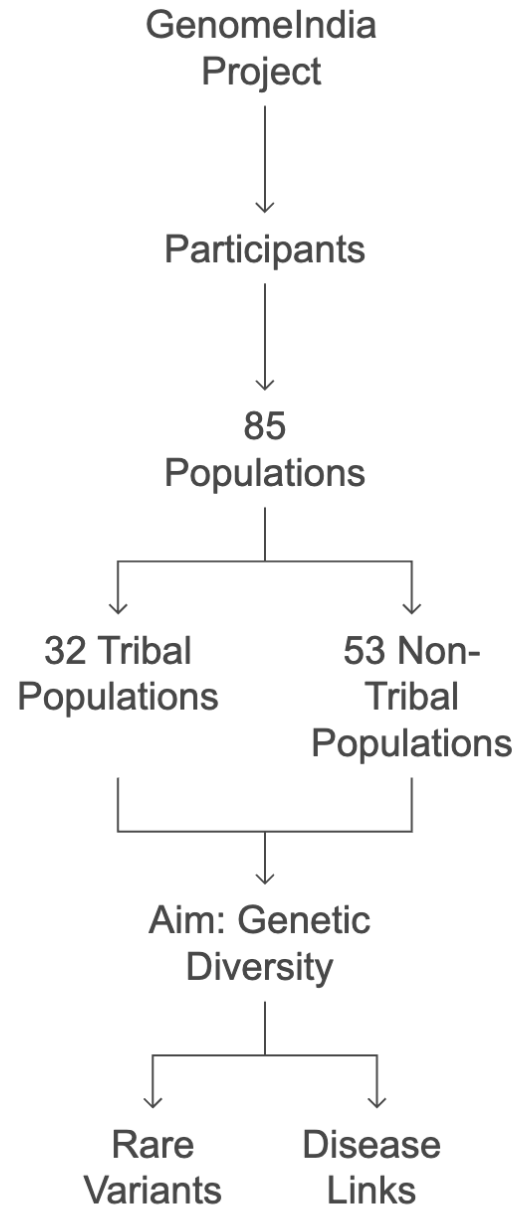 GenomeIndia
Project
Participants
85
Populations
32 Tribal
Populations
53 Non-
Tribal
Populations
Aim: Genetic
Diversity
Rare
Variants
Disease
Links